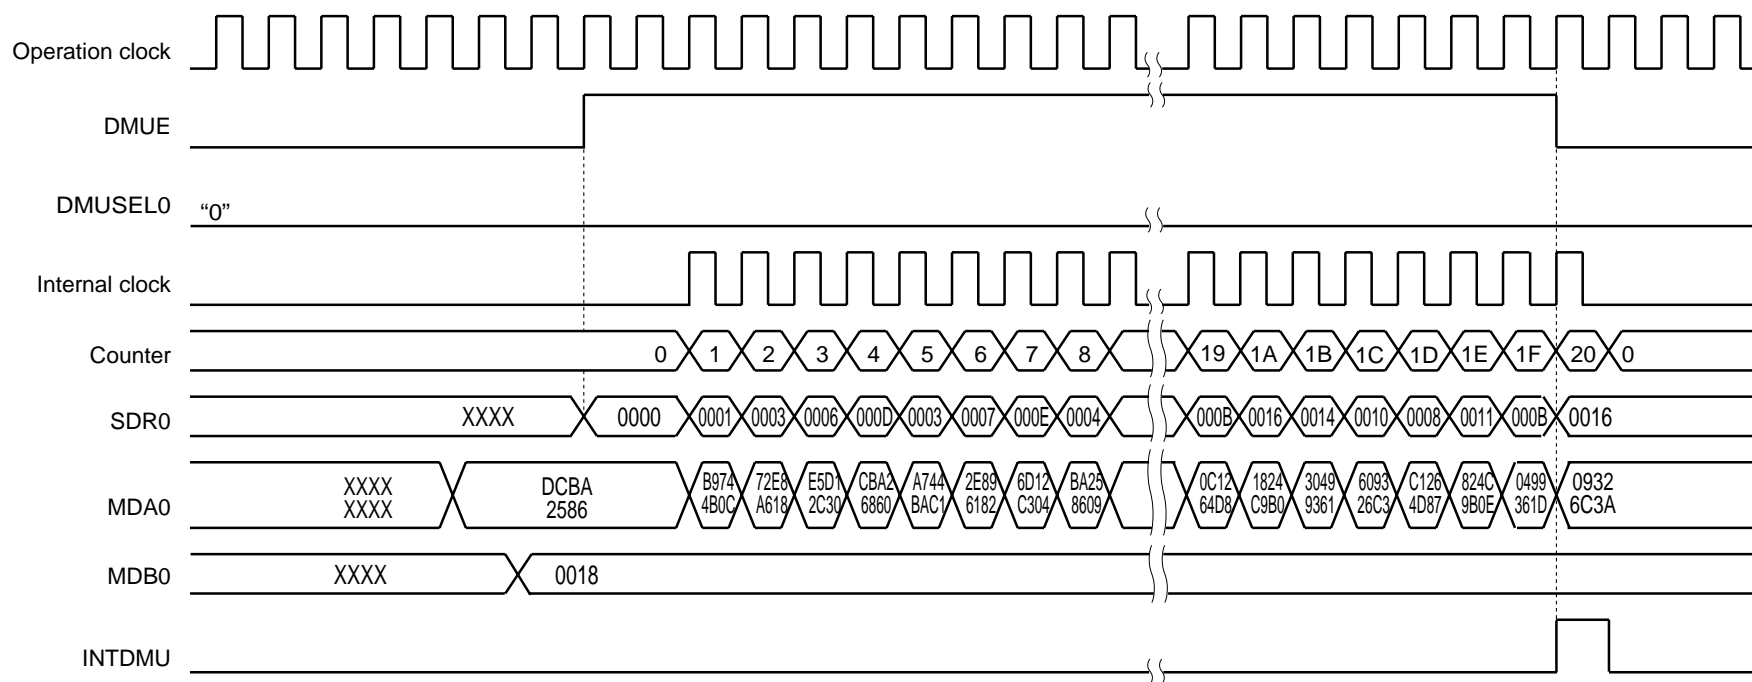 Operation clock
DMUE
DMUSEL0 “0”
Internal clock
Counter 0 1 2 3 4 5 6 7 8 19 1A 1B 1C 1D 1E 1F 20 0
SDR0 XXXX 0000 0001 0003 0006 000D 0003 0007 000E 0004 000B 0016 0014 0010 0008 0011 000B 0016
MDA0 XXXX DCBA B974 72E8 E5D1 CBA2 A744 2E89 6D12 BA25 0C12 1824 3049 6093 C126 824C 0499 0932
XXXX 2586 4B0C A618 2C30 6860 BAC1 6182 C304 8609 64D8 C9B0 9361 26C3 4D87 9B0E 361D 6C3A
MDB0 XXXX 0018
INTDMU